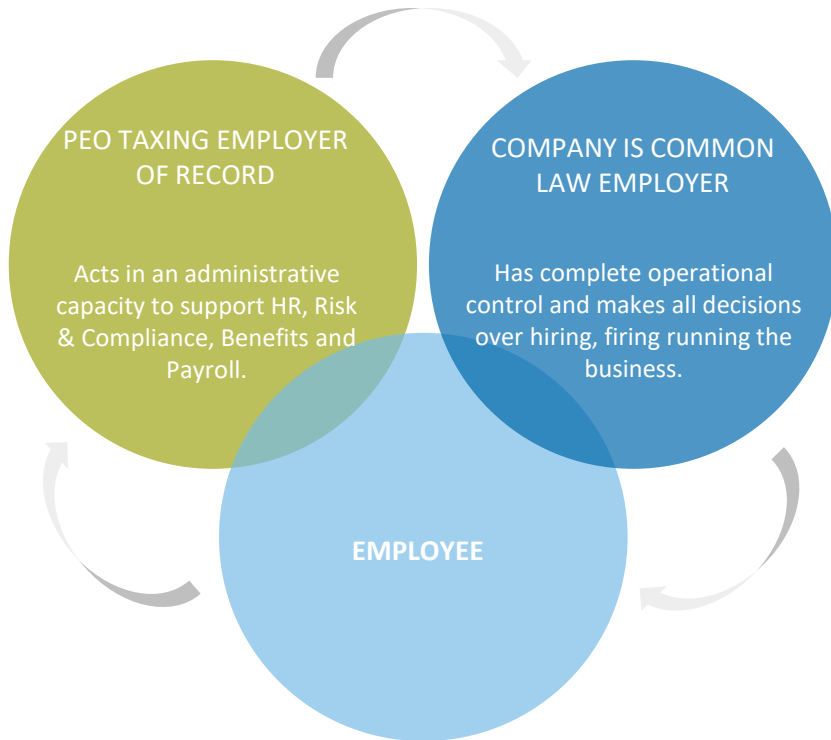 PEO TAXING EMPLOYER
OF RECORD
Acts in an administrative
capacity to support HR, Risk
& Compliance, Benefits and
Payroll.
COMPANY IS COMMON
LAW EMPLOYER
Has complete operational
control and makes all decisions
over hiring, firing running the
business.
EMPLOYEE